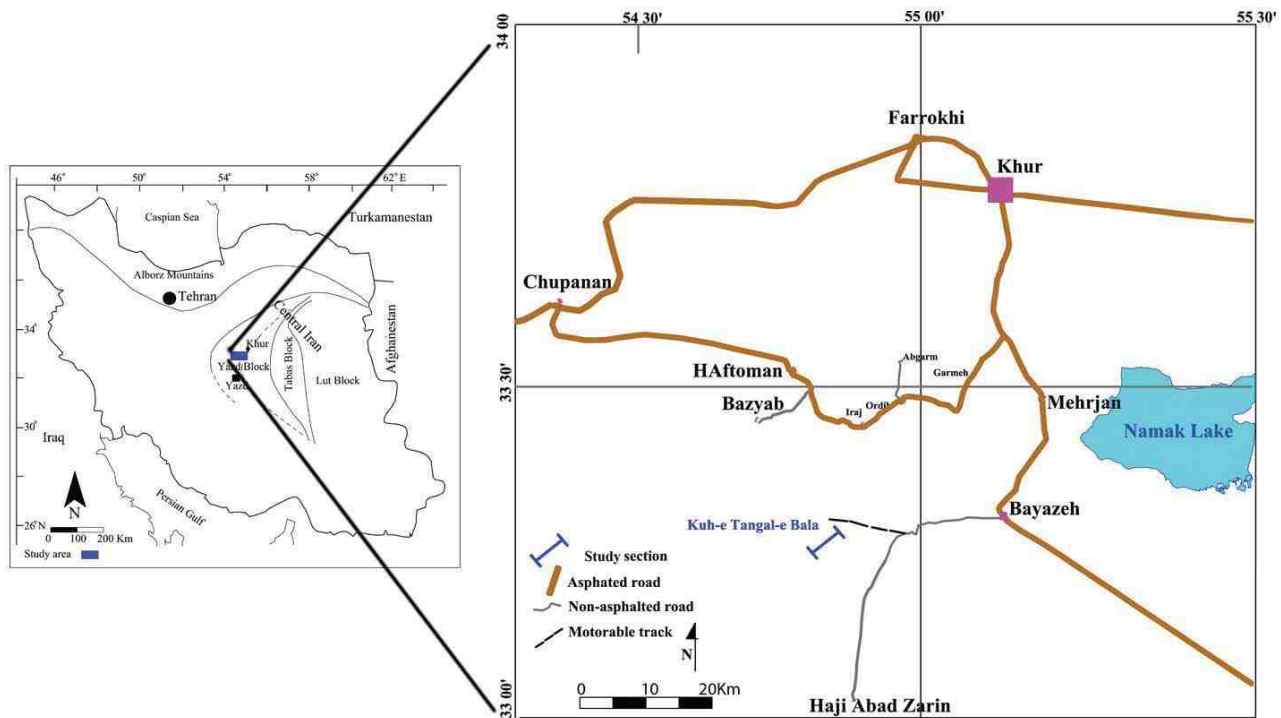 46°
50°
54°
58°
62°E
Caspian Sea
Turkamanestan
Alborz Mountains
Tehran
Central Iran
Afghanestan
34°
Khur
Yazd Block
Tabas Block
Lut Block
Yazd
30°
Iraq
Persian Gulf
N
26°N
0 100 200 Km
Study area
54 30'
55 00'
55 30'
34 00
Farrokhi
Khur
Chupanan
Abgarm
HAftoman
Garmeh
33 30'
Bazyab
Iraj
Ordib
Mehrjan
Namak Lake
Bayazeh
Kuh-e Tangal-e Bala
Study section
Asphated road
Non-asphalted road
Motorable track
N
0 10 20Km
33 00'
Haji Abad Zarin